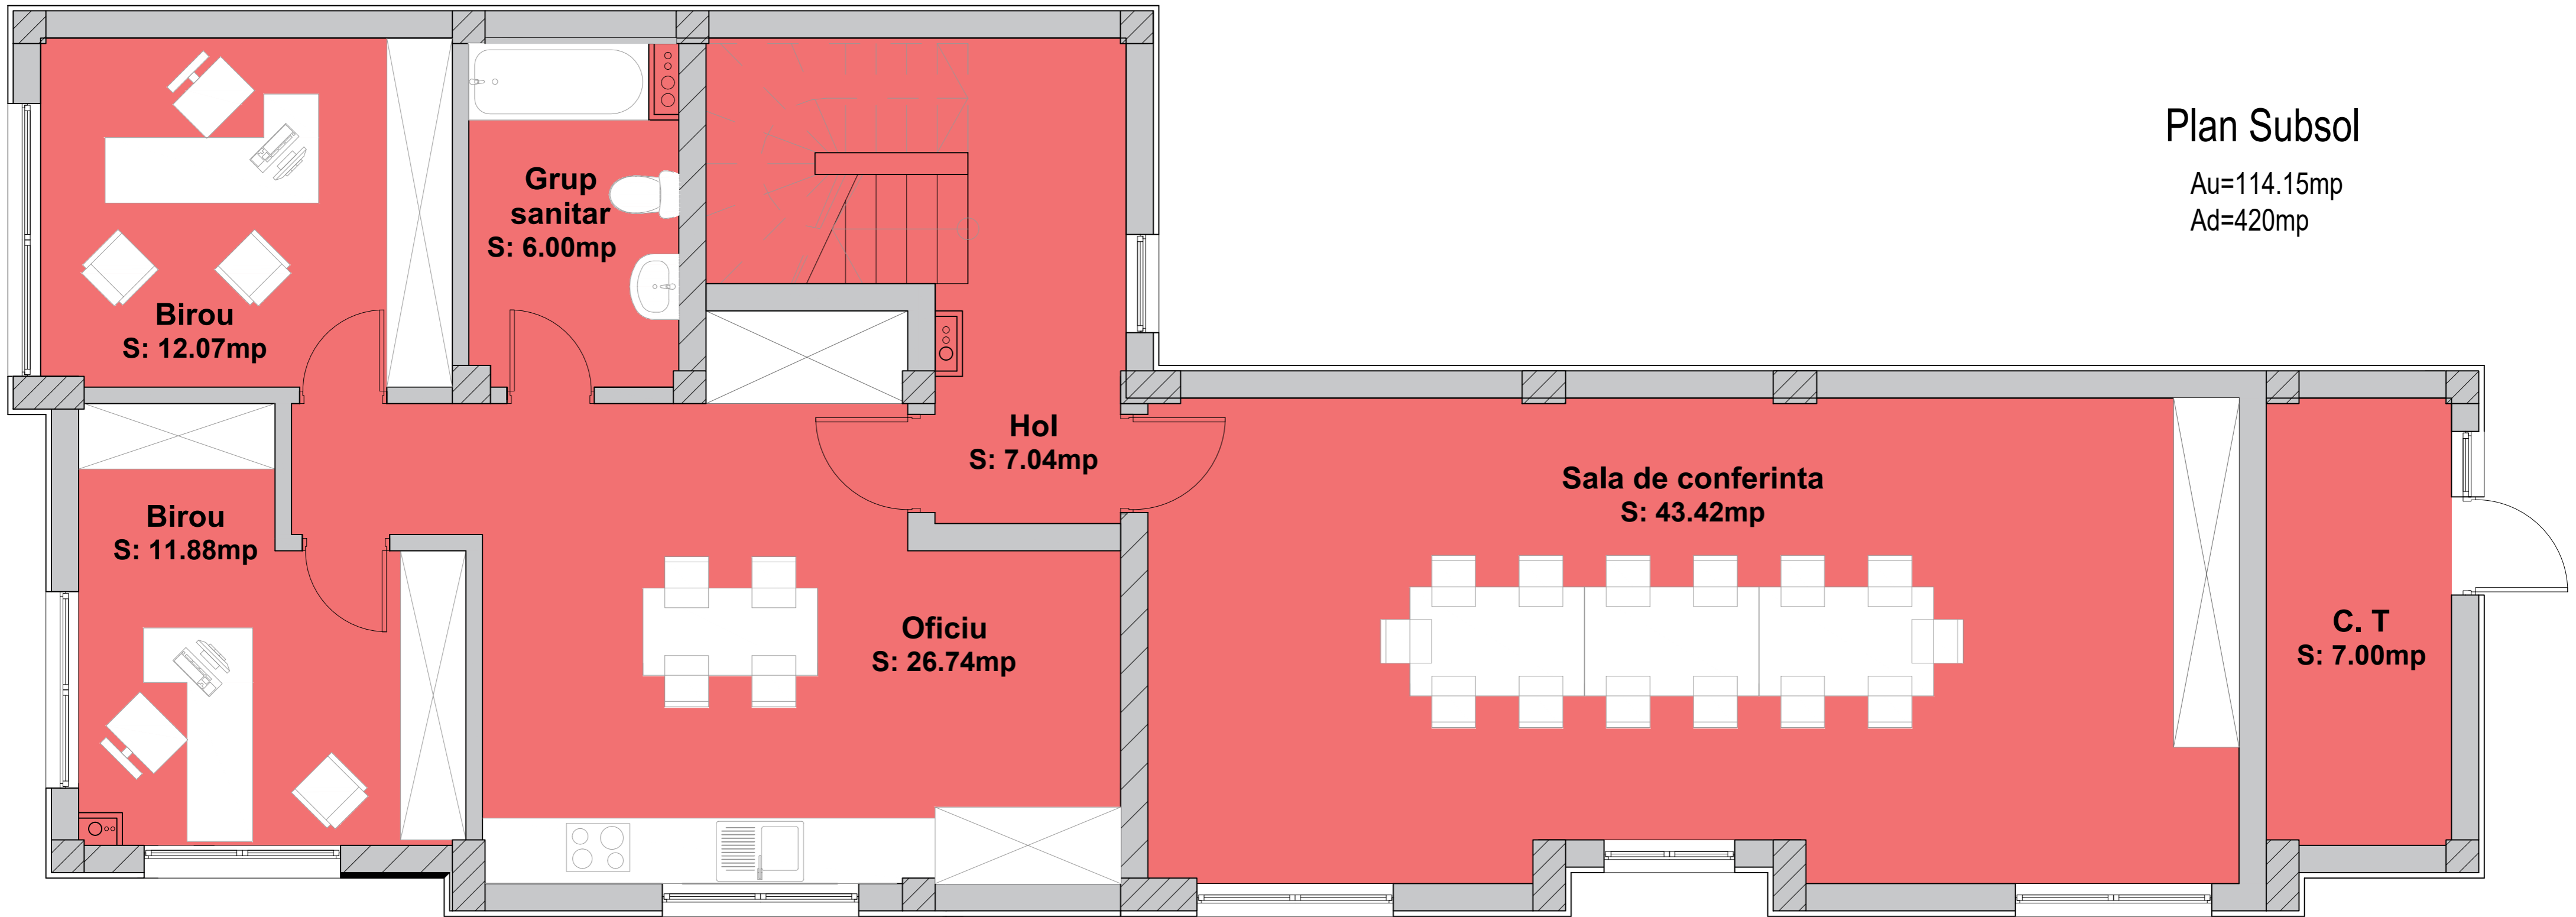 Plan Subsol
Au=114.15mp
Ad=420mp
Grup
sanitar
S: 6.00mp
Birou
S: 12.07mp
Hol
S: 7.04mp
Sala de conferinta
S: 43.42mp
Birou
S: 11.88mp
Oficiu
S: 26.74mp
C. T
S: 7.00mp